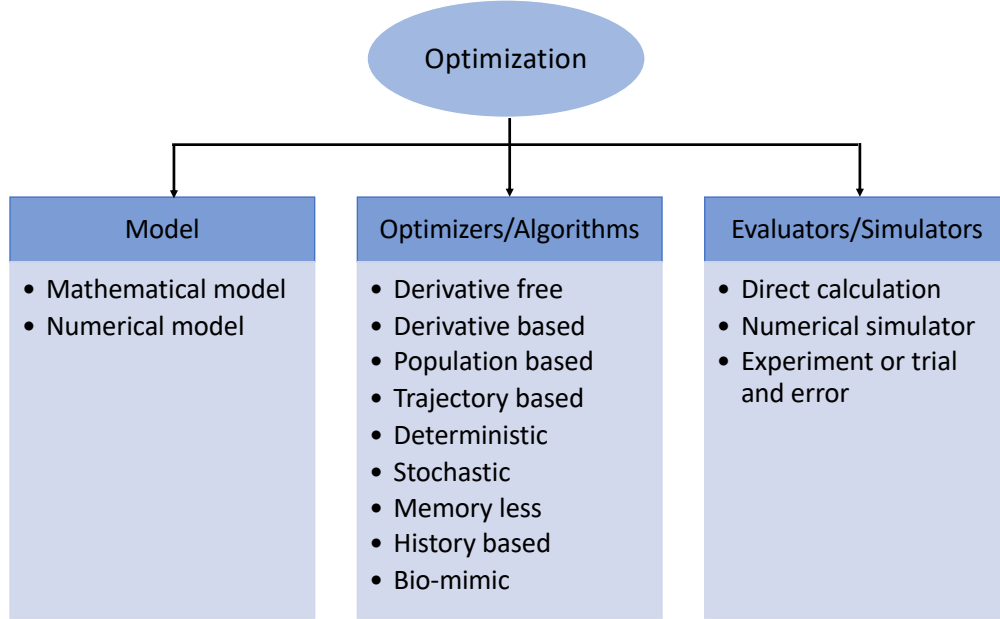 Optimization
Model
• Mathematical model
• Numerical model
Optimizers/Algorithms
• Derivative free
• Derivative based
• Population based
• Trajectory based
• Deterministic
• Stochastic
• Memory less
• History based
• Bio-mimic
Evaluators/Simulators
• Direct calculation
• Numerical simulator
• Experiment or trial
and error